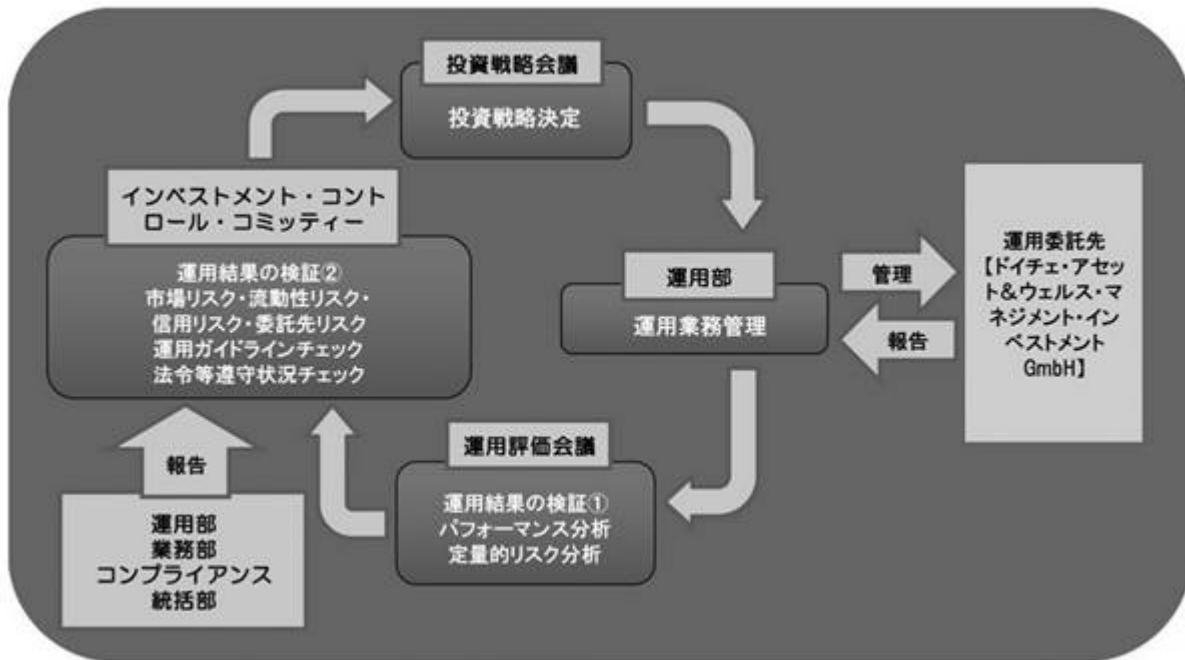 投資戦略会議
投資戦略決定
インベストメント・コント
ロール・コミッティー
運用結果の検証②
市場リスク・流動性リスク・
信用リスク・委託先リスク
運用ガイドラインチェック
法令等遵守状況チェック
運用部
運用業務管理
管理
報告
運用委託先
【ドイチェ・アセッ
ト&ウェルス・マ
ネジメント・イン
ベストメント
GmbH】
運用評価会議
運用結果の検証①
パフォーマンス分析
定量的リスク分析
報告
運用部
業務部
コンプライアンス
統括部